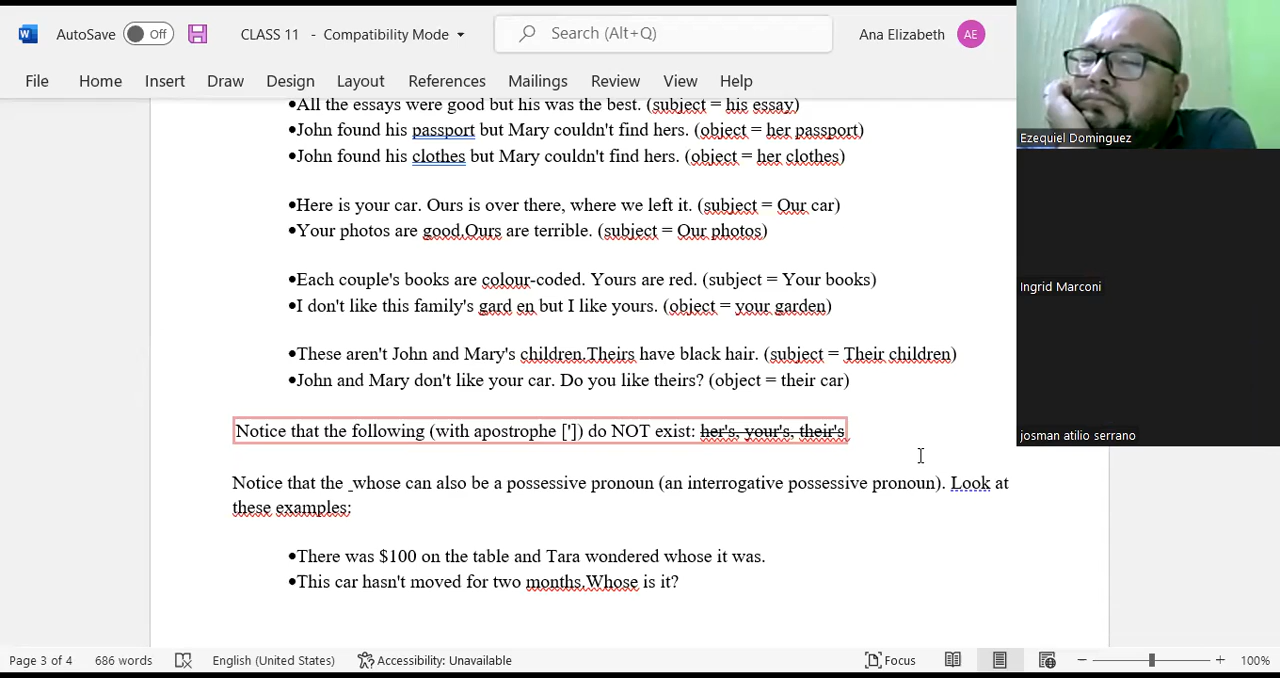 AutoSave Off CLASS 11 - Compatibility Mode Search (Alt+Q) Ana Elizabeth AE
File Home Insert Draw Design Layout References Mailings Review View Help
•All the essays were good but his was the best. (subject = his essay)
•John found his passport but Mary couldn't find hers. (object = her passport)
•John found his clothes but Mary couldn't find hers. (object = her clothes)
•Here is your car. Ours is over there, where we left it. (subject = Our car)
•Your photos are good.Ours are terrible. (subject = Our photos)
•Each couple's books are colour-coded. Yours are red. (subject = Your books)
•I don't like this family's gard en but I like yours. (object = your garden)
•These aren't John and Mary's children.Theirs have black hair. (subject = Their children)
•John and Mary don't like your car. Do you like theirs? (object = their car)
Notice that the following (with apostrophe [']) do NOT exist: her's, your's, their's
Notice that the _whose can also be a possessive pronoun (an interrogative possessive pronoun). Look at
these examples:
•There was $100 on the table and Tara wondered whose it was.
•This car hasn't moved for two months.Whose is it?
Ezequiel Dominguez
Ingrid Marconi
josman atilio serrano
Page 3 of 4 686 words English (United States) Accessibility: Unavailable Focus 100%